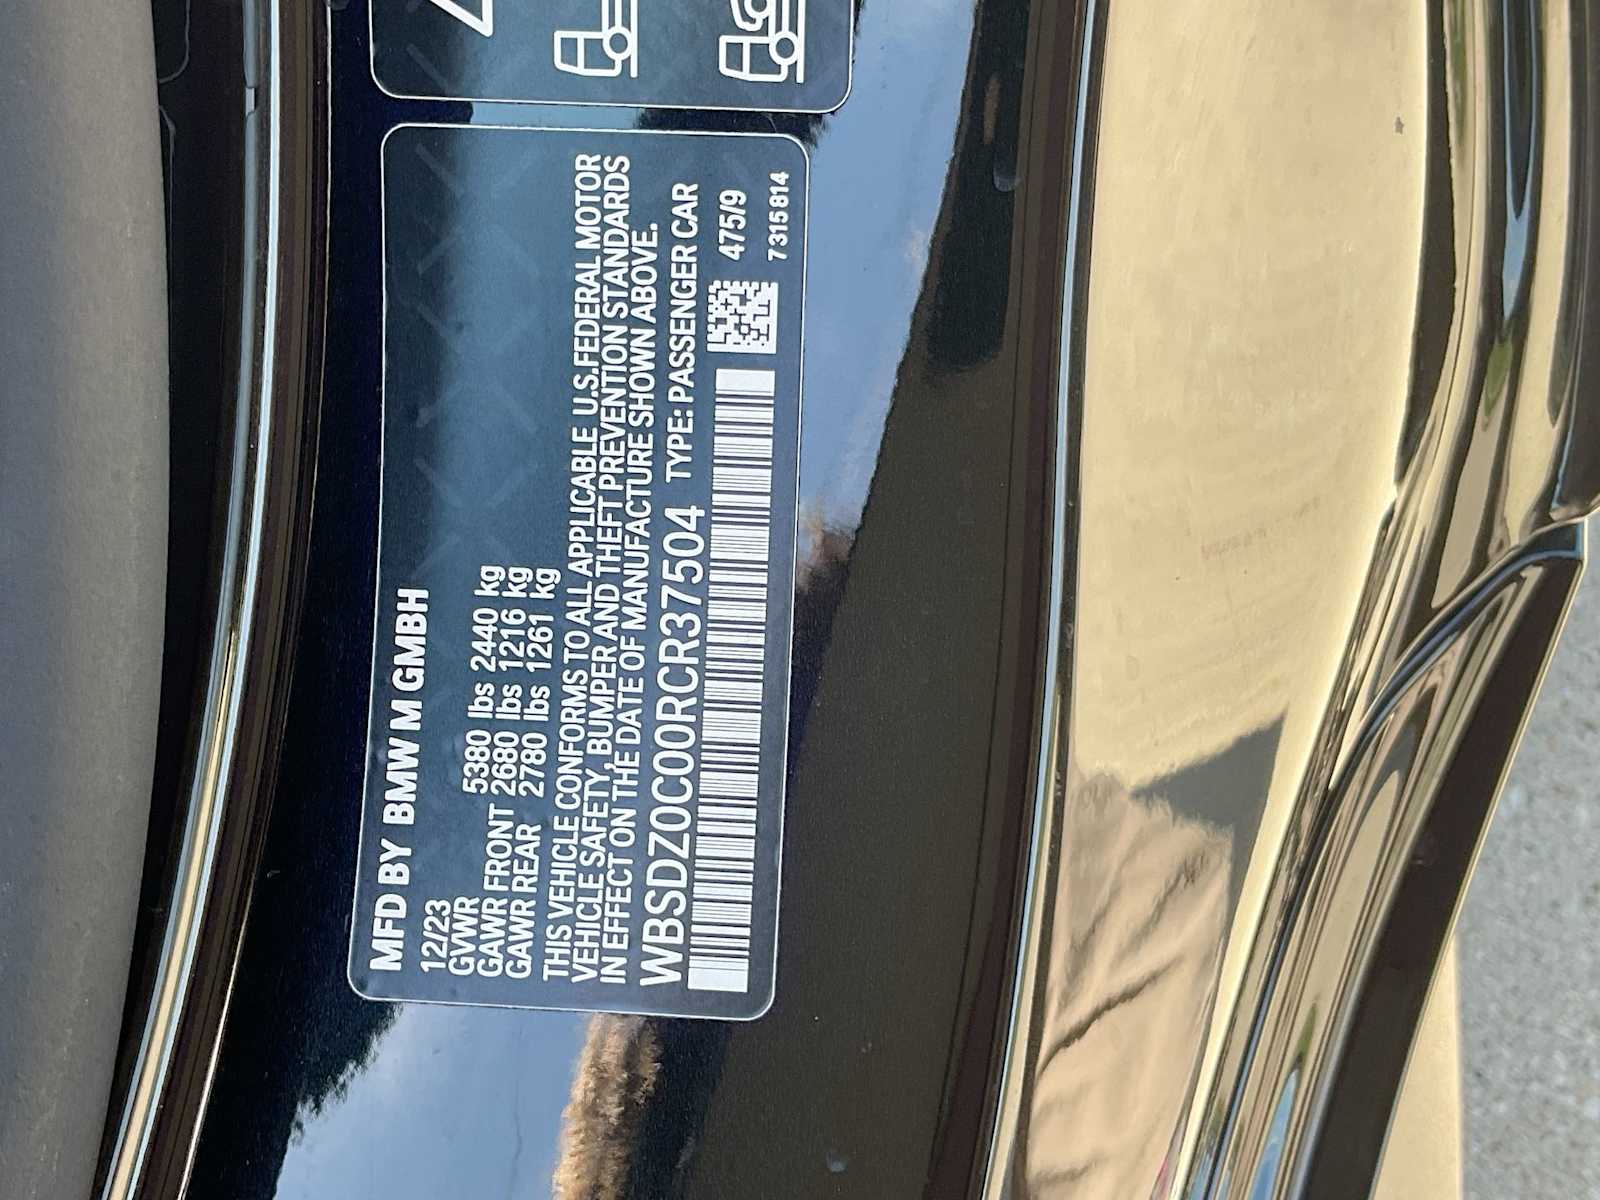 MFD BY BMW M GMBH
12/23
GVWR 5380 lbs 2440 kg
GAWR FRONT 2680 lbs 1216 kg
GAWR REAR 2780 lbs 1261 kg
THIS VEHICLE CONFORMS TO ALL APPLICABLE U.S.FEDERAL MOTOR
VEHICLE SAFETY, BUMPER AND THEFT PREVENTION STANDARDS
IN EFFECT ON THE DATE OF MANUFACTURE SHOWN ABOVE.
WBSDZ0C00RCR37504 TYPE: PASSENGER CAR
475/9
7315814